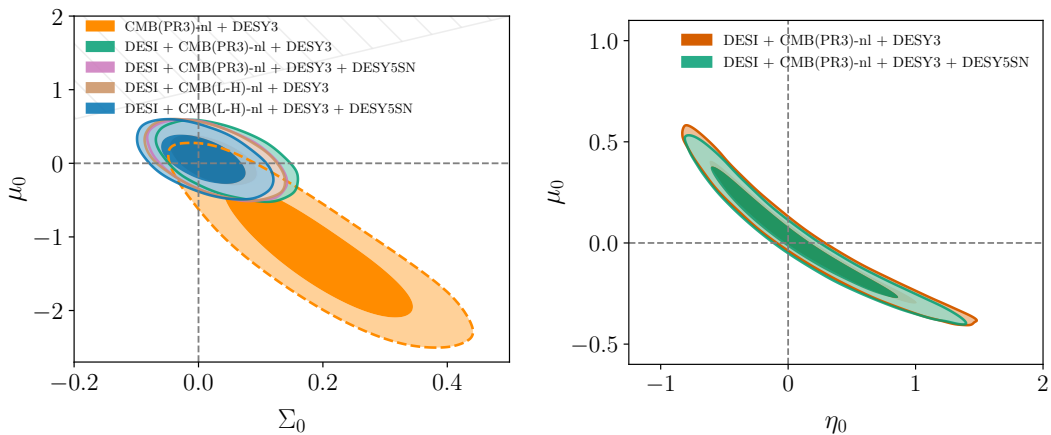 CMB(PR3)-nl + DESY3
DESI + CMB(PR3)-nl + DESY3
DESI + CMB(PR3)-nl + DESY3 + DESY5SN
DESI + CMB(L-H)-nl + DESY3
DESI + CMB(L-H)-nl + DESY3 + DESY5SN
2
1
0
−1
−2
μ₀
−0.2
0.0
0.2
0.4
Σ₀
DESI + CMB(PR3)-nl + DESY3
DESI + CMB(PR3)-nl + DESY3 + DESY5SN
1.0
0.5
0.0
−0.5
μ₀
−1
0
1
2
η₀